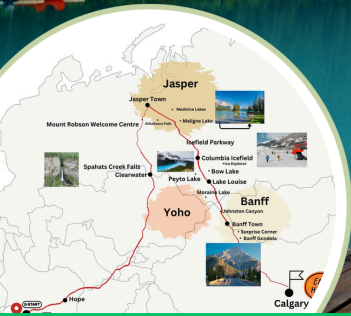 Jasper
Jasper Town
Medicine Lakes
Maligne Lake
Athabasca Falls
Mount Robson Welcome Centre
Icefield Parkway
Columbia Icefield
Ice Explorer
Spahats Creek Falls
Clearwater
Peyto Lake
Bow Lake
Lake Louise
Moraine Lake
Yoho
Banff
Johnston Canyon
Banff Town
Surprise Corner
Banff Gondola
Hope
START
Calgary